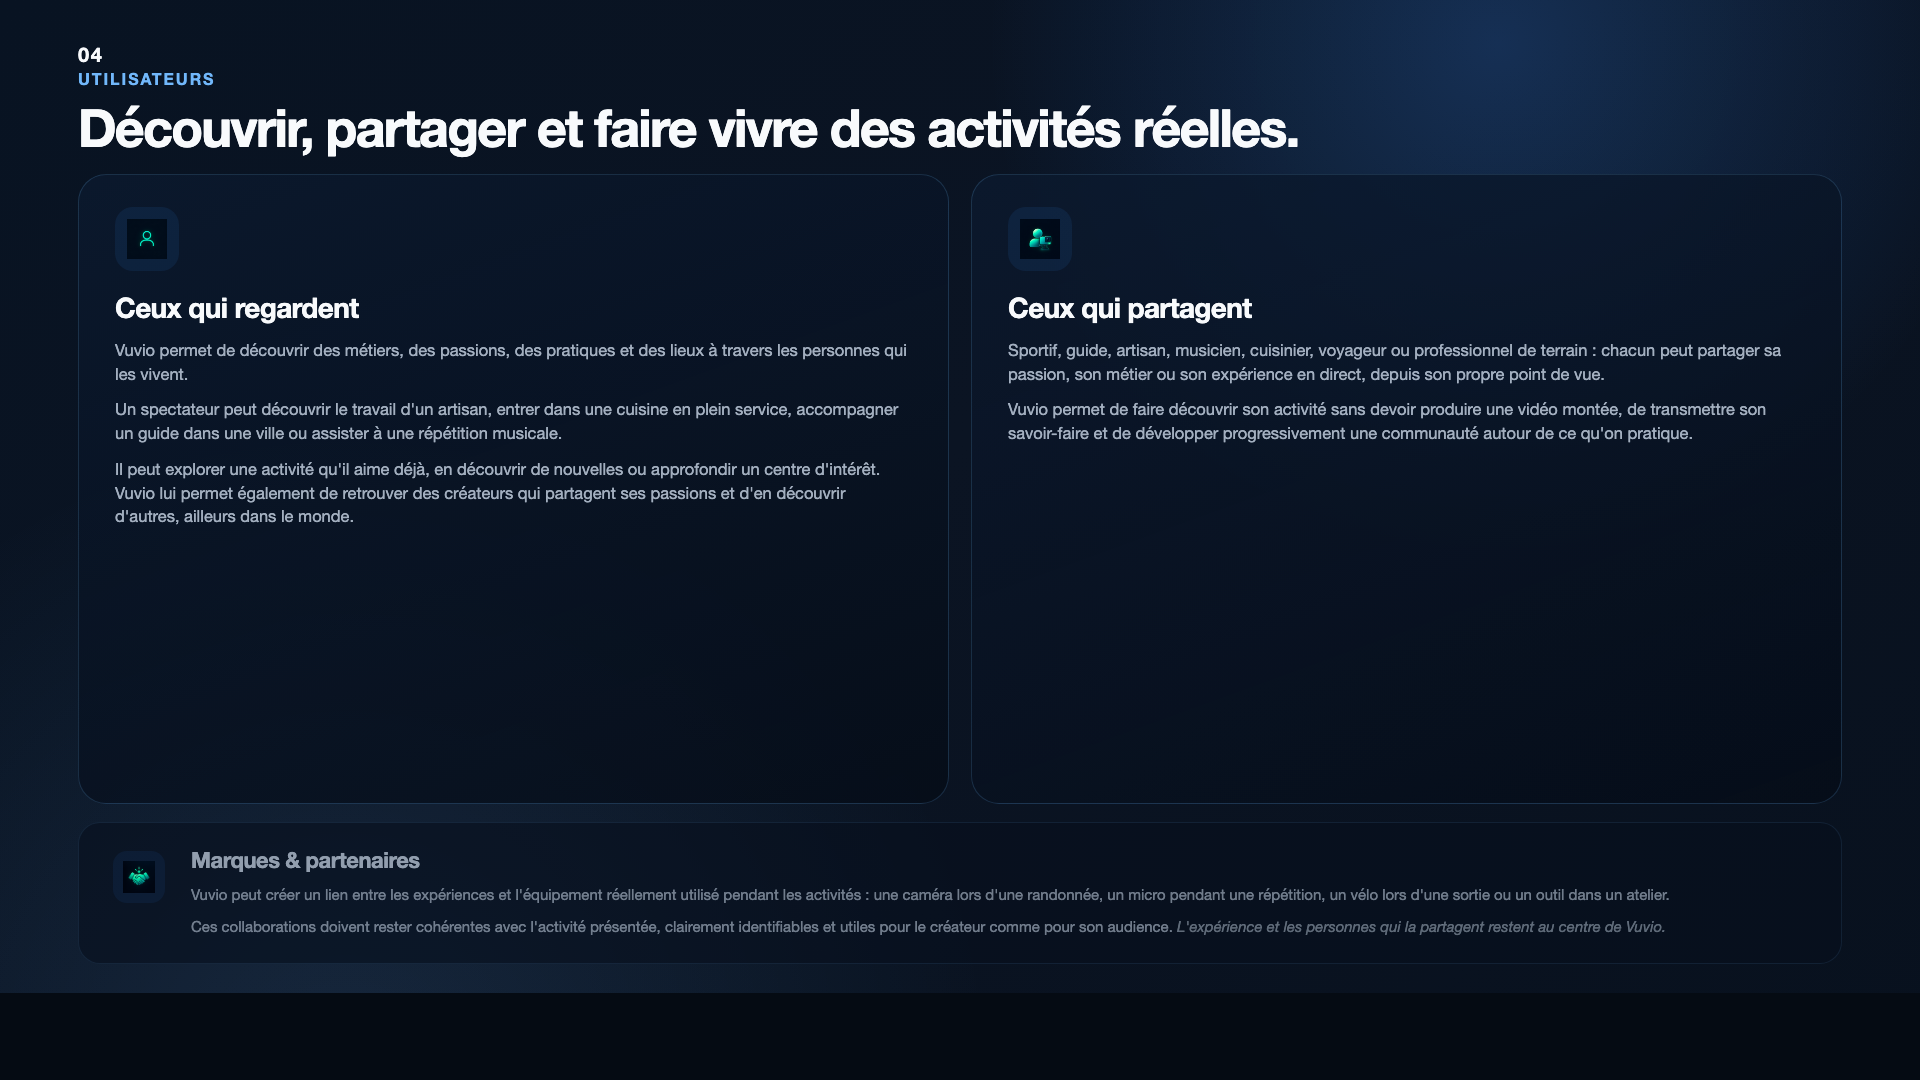 04
UTILISATEURS
Découvrir, partager et faire vivre des activités réelles.
Ceux qui regardent
Vuvio permet de découvrir des métiers, des passions, des pratiques et des lieux à travers les personnes qui
les vivent.
Un spectateur peut découvrir le travail d'un artisan, entrer dans une cuisine en plein service, accompagner
un guide dans une ville ou assister à une répétition musicale.
Il peut explorer une activité qu'il aime déjà, en découvrir de nouvelles ou approfondir un centre d'intérêt.
Vuvio lui permet également de retrouver des créateurs qui partagent ses passions et d'en découvrir
d'autres, ailleurs dans le monde.
Ceux qui partagent
Sportif, guide, artisan, musicien, cuisinier, voyageur ou professionnel de terrain : chacun peut partager sa
passion, son métier ou son expérience en direct, depuis son propre point de vue.
Vuvio permet de faire découvrir son activité sans devoir produire une vidéo montée, de transmettre son
savoir-faire et de développer progressivement une communauté autour de ce qu'on pratique.
Marques & partenaires
Vuvio peut créer un lien entre les expériences et l'équipement réellement utilisé pendant les activités : une caméra lors d'une randonnée, un micro pendant une répétition, un vélo lors d'une sortie ou un outil dans un atelier.
Ces collaborations doivent rester cohérentes avec l'activité présentée, clairement identifiables et utiles pour le créateur comme pour son audience. L'expérience et les personnes qui la partagent restent au centre de Vuvio.